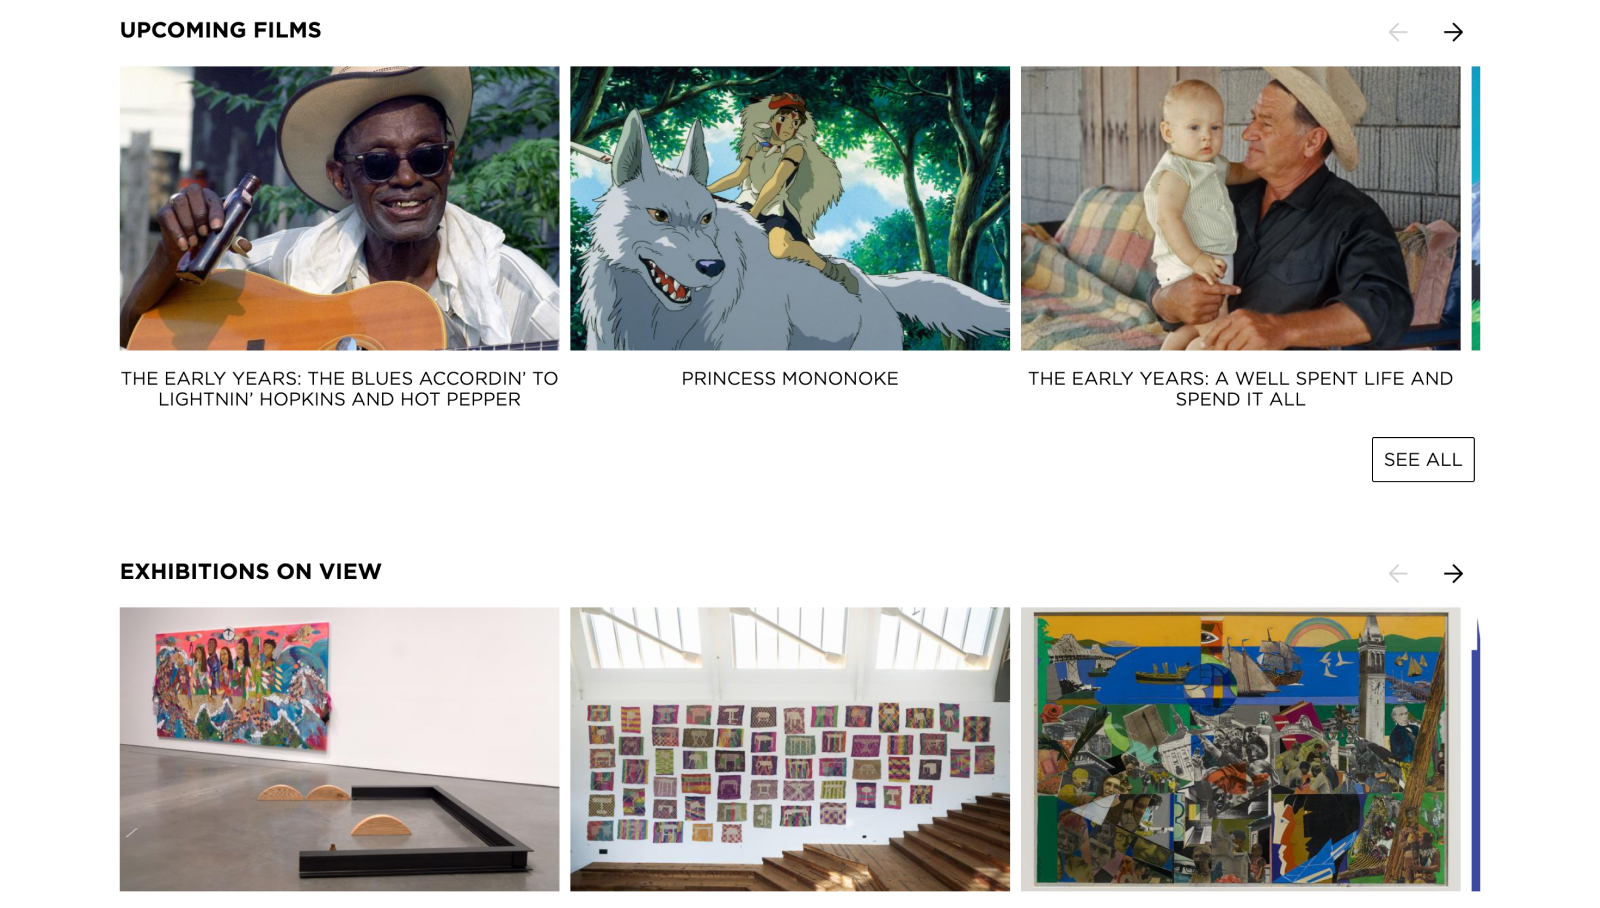 UPCOMING FILMS
THE EARLY YEARS: THE BLUES ACCORDIN’ TO
LIGHTNIN’ HOPKINS AND HOT PEPPER
PRINCESS MONONOKE
THE EARLY YEARS: A WELL SPENT LIFE AND
SPEND IT ALL
SEE ALL
EXHIBITIONS ON VIEW